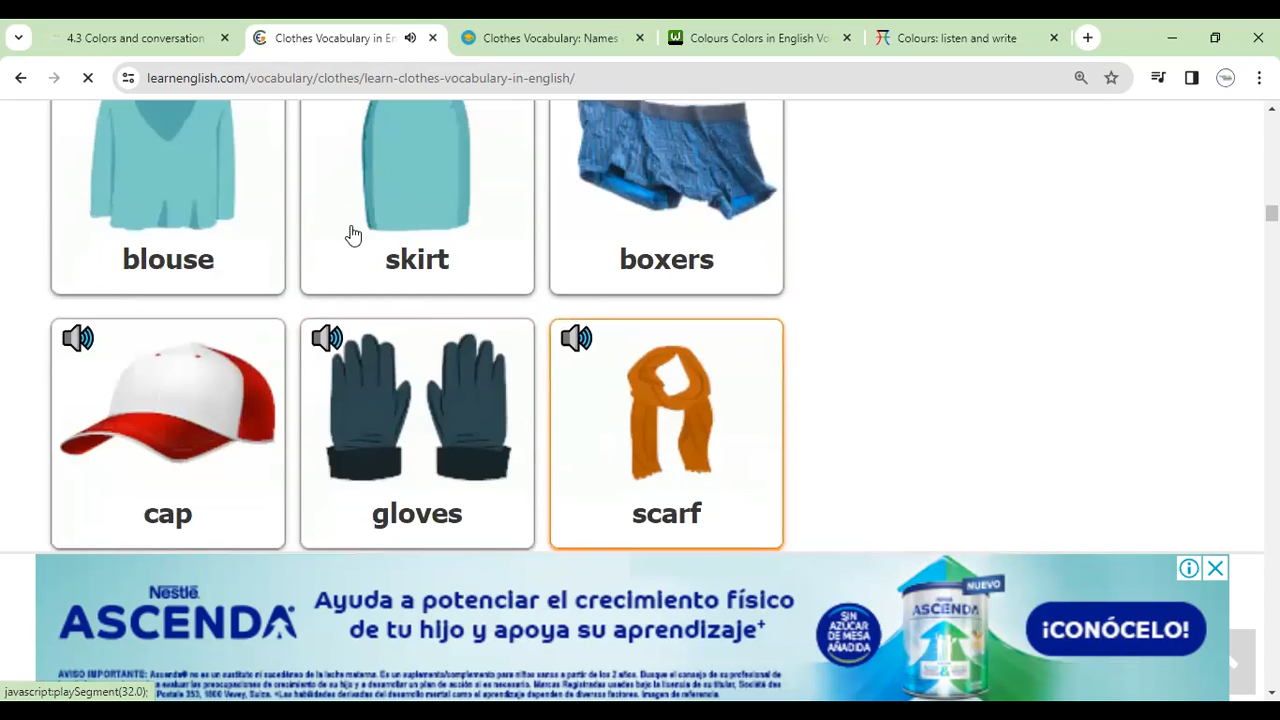 4.3 Colors and conversation
Clothes Vocabulary in En
Clothes Vocabulary: Names
Colours Colors in English Vo
Colours: listen and write
learnenglish.com/vocabulary/clothes/learn-clothes-vocabulary-in-english/
blouse
skirt
boxers
cap
gloves
scarf
Nestlé
ASCENDA
Ayuda a potenciar el crecimiento físico
de tu hijo y apoya su aprendizaje+
SIN
AZÚCAR
DE MESA
AÑADIDA
NUEVO
Nestlé
ASCENDA
¡CONÓCELO!
javascript:playSegment(32.0);